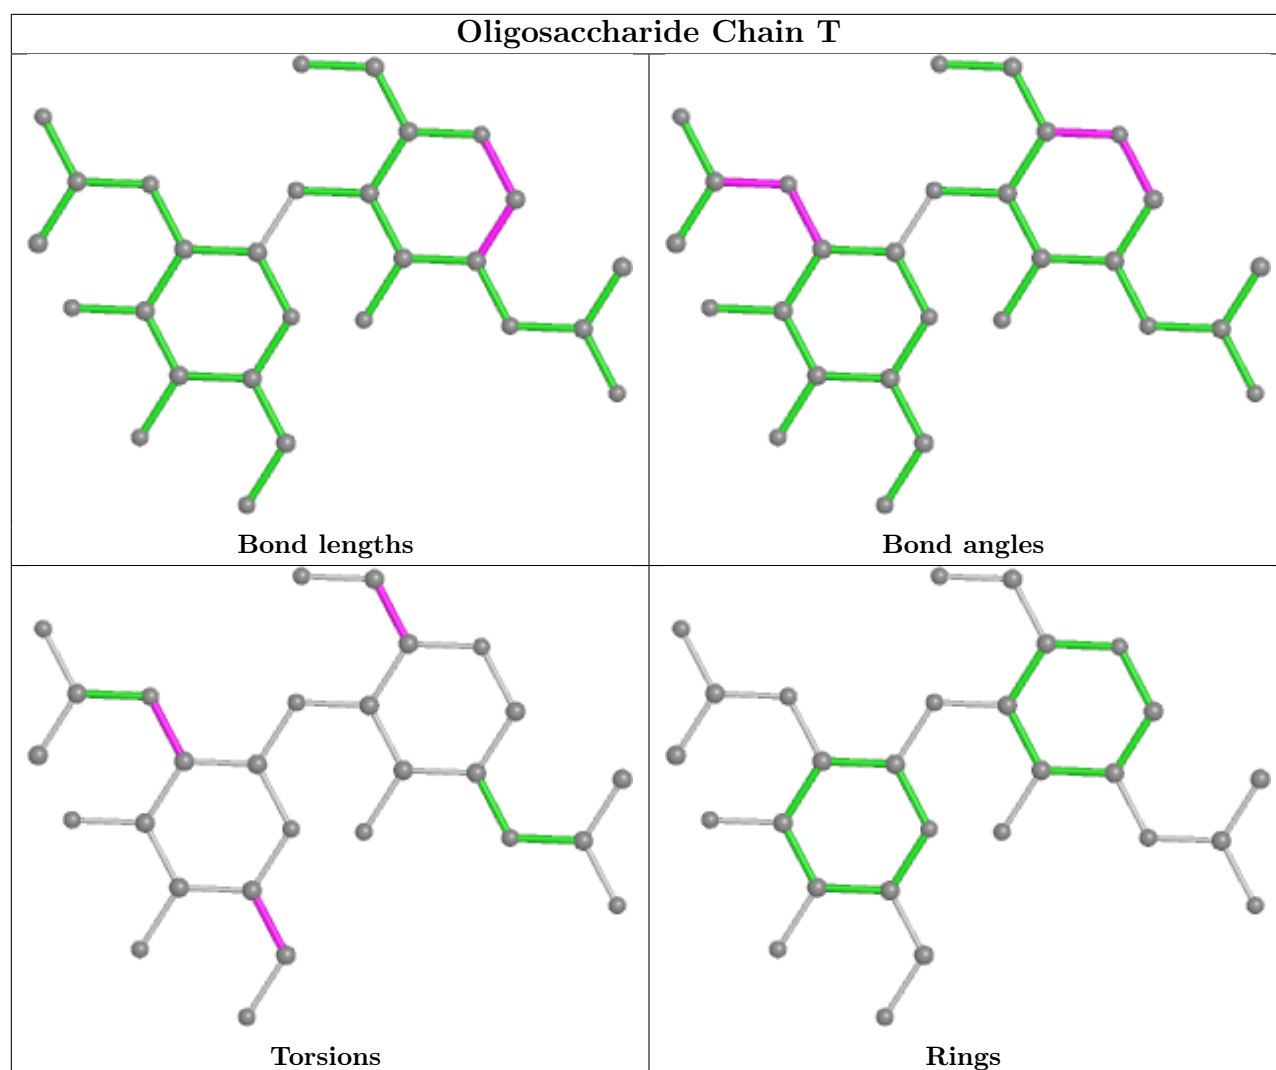 Oligosaccharide Chain T
Bond lengths
Bond angles
Torsions
Rings